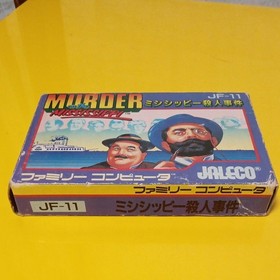 JF-11
MURDER
ON THE
MISSISSIPPI
ミシシッピー殺人事件
ファミリー コンピュータ
JALECO
ファミリー コンピュータ
JF-11
ミシシッピー殺人事件